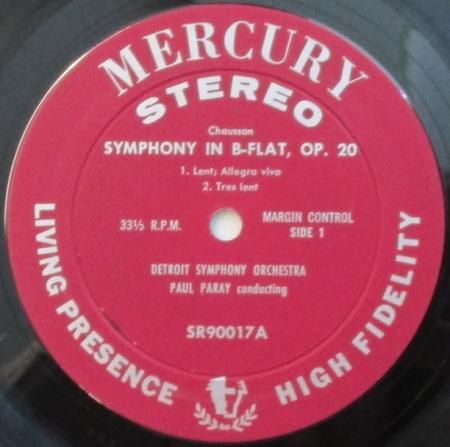 MERCURY
STEREO
Chausson
SYMPHONY IN B-FLAT, OP. 20
1. Lent; Allegro vivo
2. Tres lent
33⅓ R.P.M.
MARGIN CONTROL
SIDE 1
DETROIT SYMPHONY ORCHESTRA
PAUL PARAY conducting
SR90017A
LIVING PRESENCE
HIGH FIDELITY